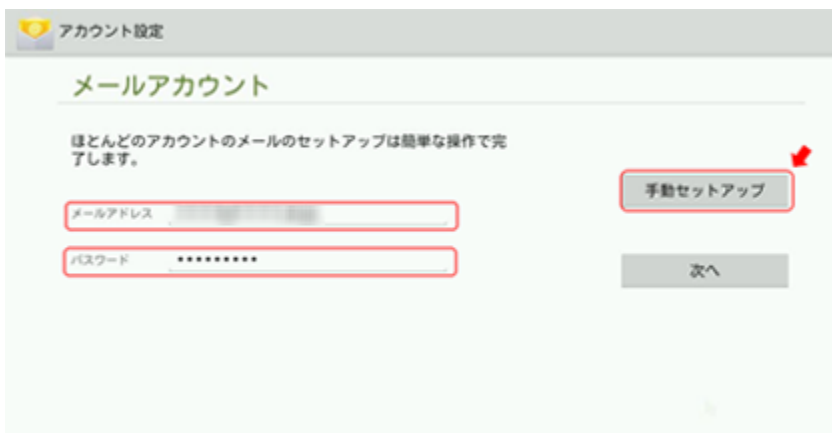 アカウント設定
メールアカウント
ほとんどのアカウントのメールのセットアップは簡単な操作で完
了します。
手動セットアップ
メールアドレス
パスワード •••••••••
次へ